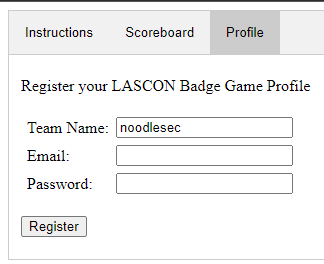 Instructions Scoreboard Profile
Register your LASCON Badge Game Profile
Team Name: noodlesec
Email:
Password:
Register